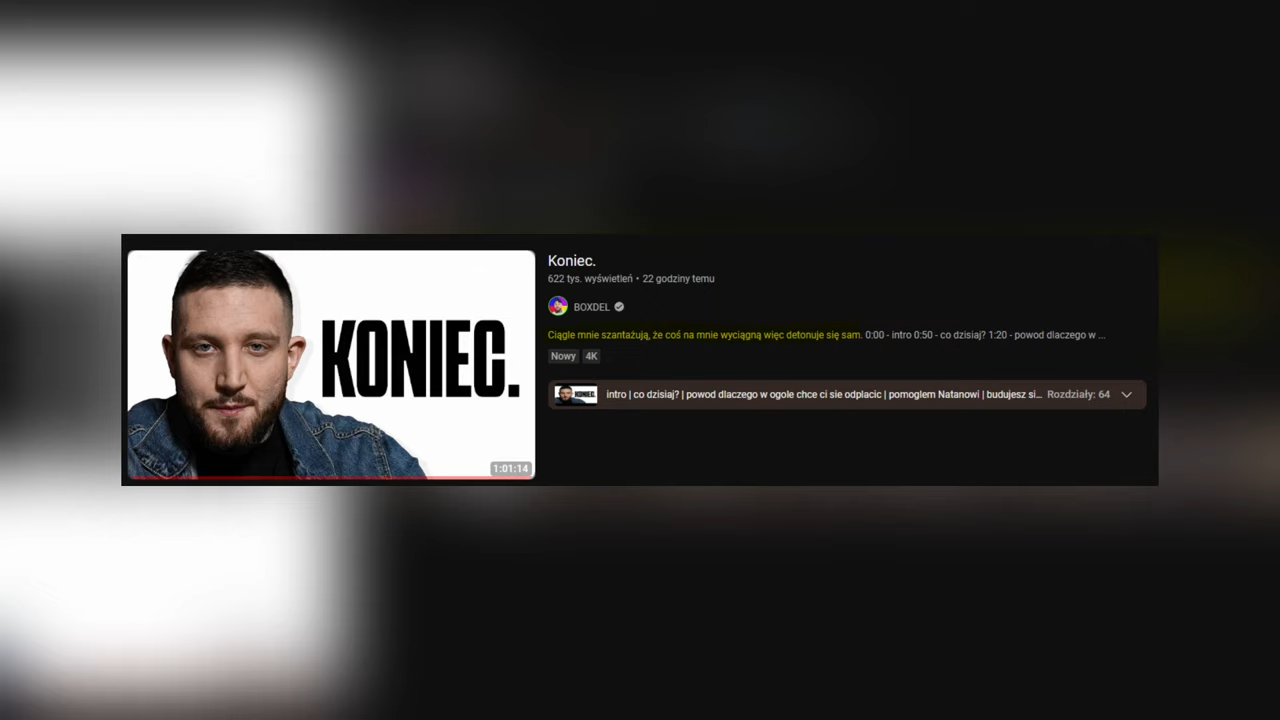 KONIEC.
1:01:14
Koniec.
622 tys. wyświetleń • 22 godziny temu
BOXDEL
Ciągle mnie szantażują, że coś na mnie wyciągną więc detonuje się sam. 0:00 - intro 0:50 - co dzisiaj? 1:20 - powod dlaczego w ...
Nowy 4K
KONIEC.
intro | co dzisiaj? | powod dlaczego w ogole chce ci sie odplacic | pomoglem Natanowi | budujesz si... Rozdziały: 64